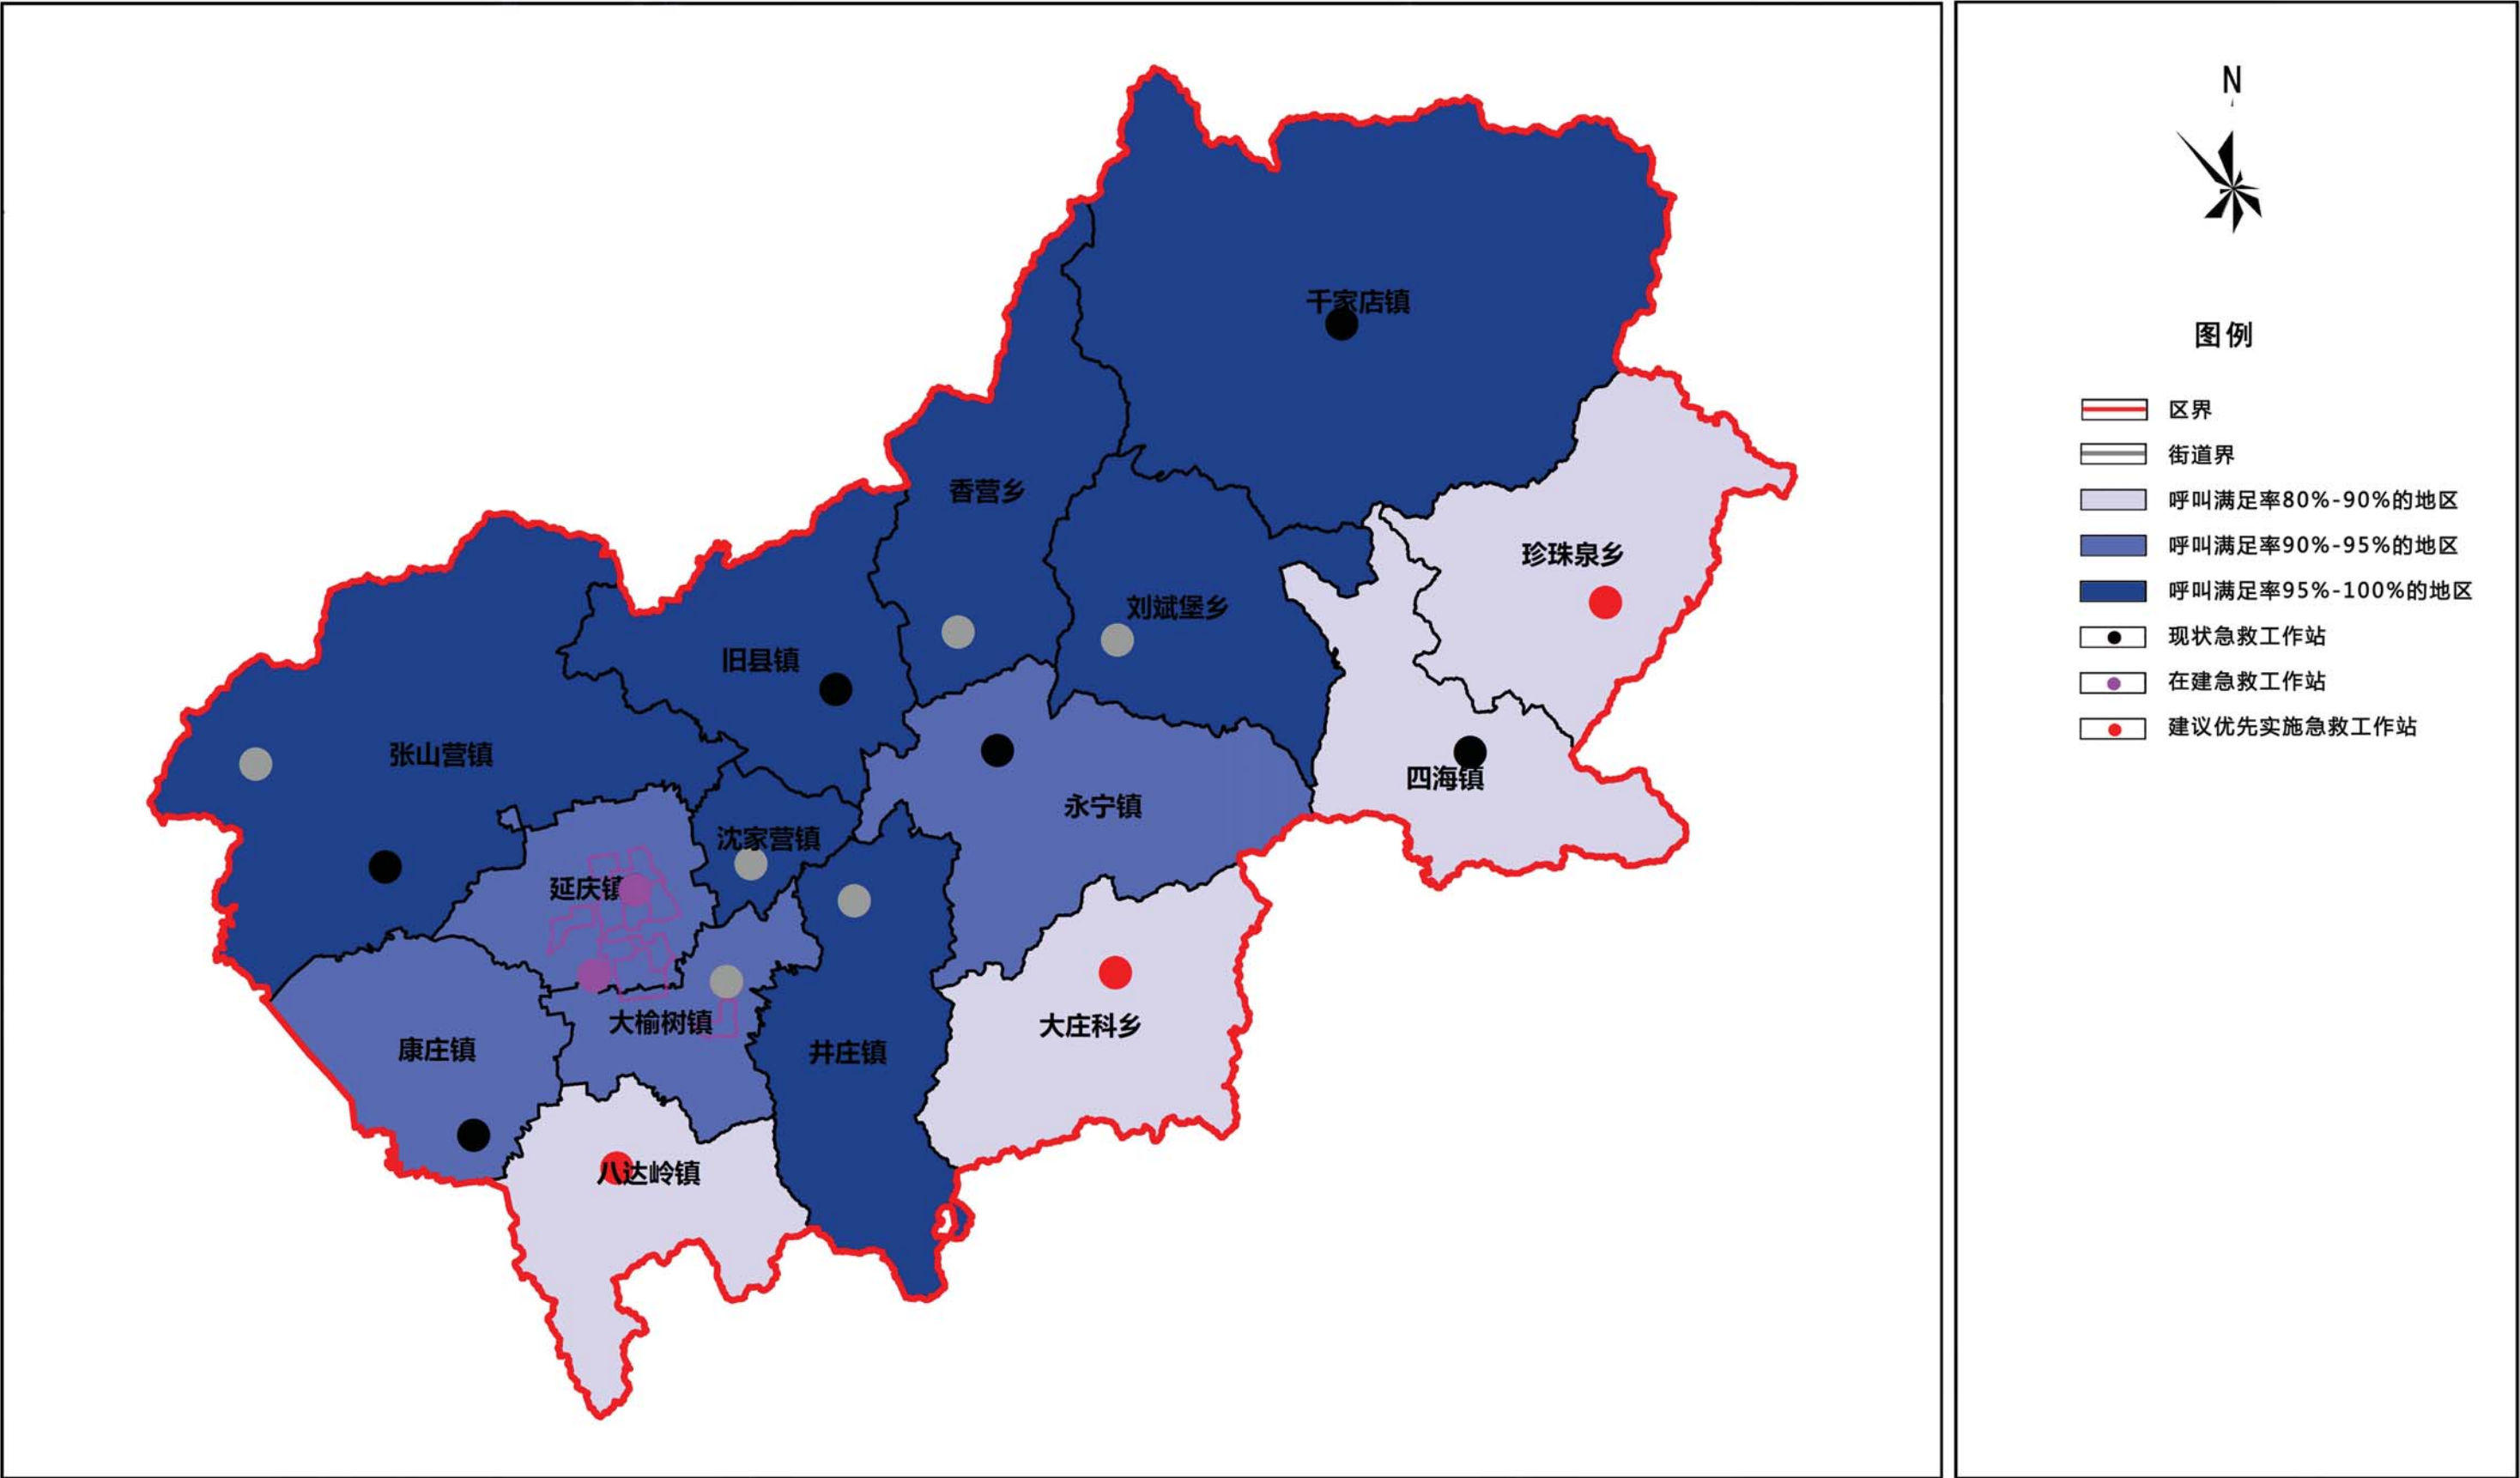 N
千家店镇
香营乡
珍珠泉乡
刘斌堡乡
旧县镇
张山营镇
四海镇
永宁镇
沈家营镇
延庆镇
大榆树镇
大庄科乡
康庄镇
井庄镇
八达岭镇
图例
区界
街道界
呼叫满足率80%-90%的地区
呼叫满足率90%-95%的地区
呼叫满足率95%-100%的地区
现状急救工作站
在建急救工作站
建议优先实施急救工作站